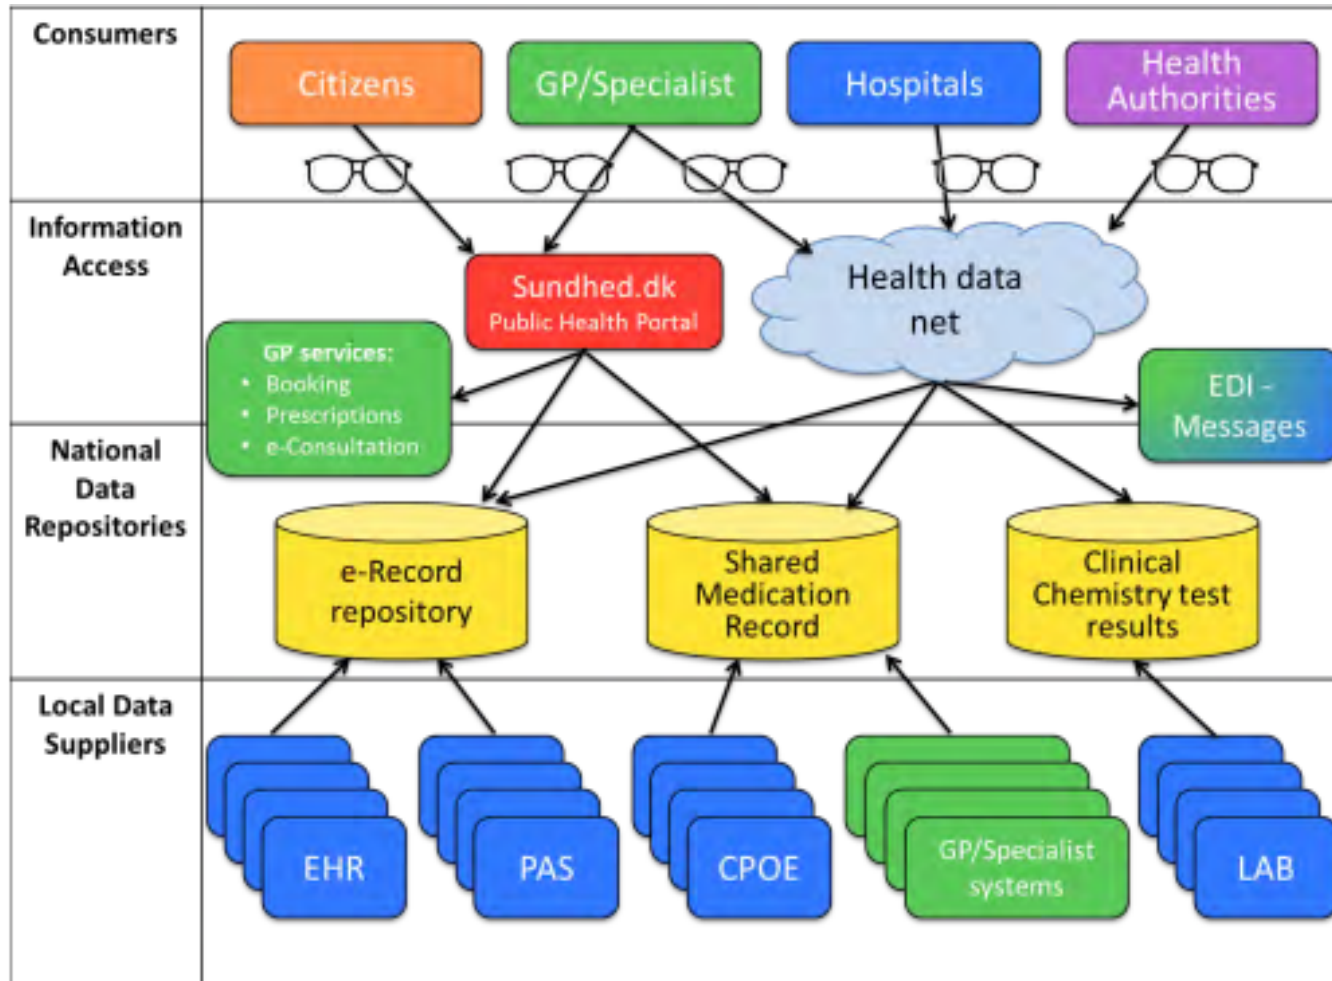 Consumers
Citizens
GP/Specialist
Hospitals
Health
Authorities
Information
Access
Sundhed.dk
Public Health Portal
Health data
net
GP services:
• Booking
• Prescriptions
• e-Consultation
EDI -
Messages
National
Data
Repositories
e-Record
repository
Shared
Medication
Record
Clinical
Chemistry test
results
Local Data
Suppliers
EHR
PAS
CPOE
GP/Specialist
systems
LAB